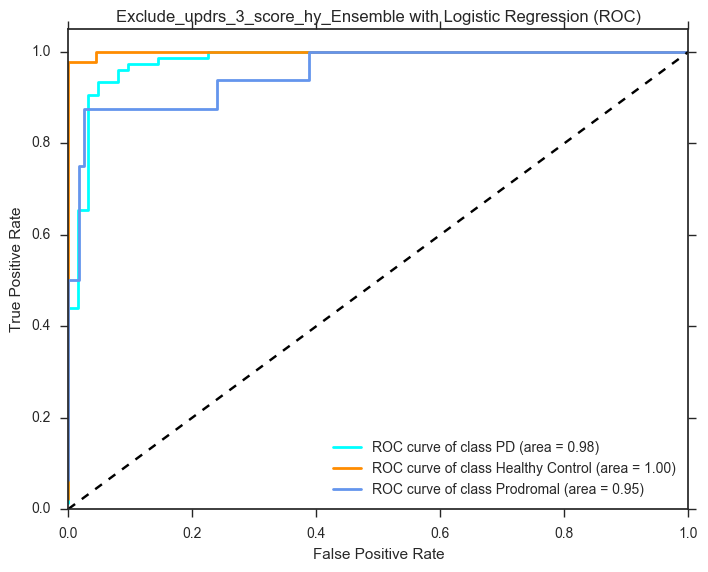 Exclude_updrs_3_score_hy_Ensemble with Logistic Regression (ROC)
1.0
0.8
0.6
0.4
0.2
0.0
True Positive Rate
ROC curve of class PD (area = 0.98)
ROC curve of class Healthy Control (area = 1.00)
ROC curve of class Prodromal (area = 0.95)
0.0 0.2 0.4 0.6 0.8 1.0
False Positive Rate